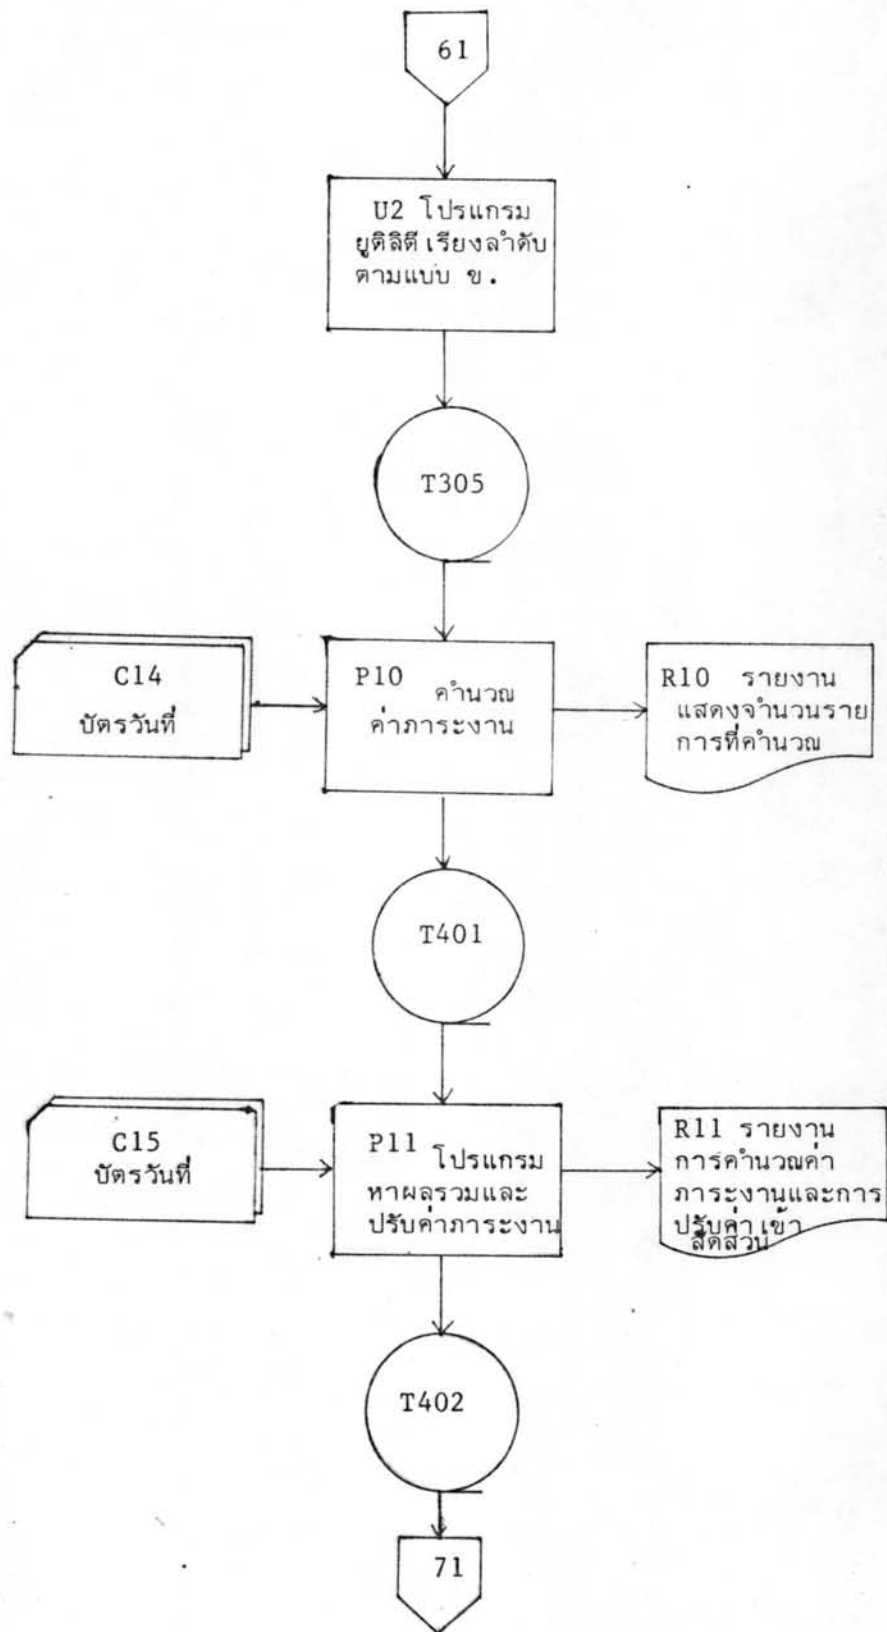 61
U2 โปรแกรม
ยูติลิตี เรียงลำดับ
ตามแบบ ข.
T305
C14
บัตรวันที่
P10 คำนวณ
ค่าภาระงาน
R10 รายงาน
แสดงจำนวนราย
การที่คำนวณ
T401
C15
บัตรวันที่
P11 โปรแกรม
หาผลรวมและ
ปรับค่าภาระงาน
R11 รายงาน
การคำนวณค่า
ภาระงานและการ
ปรับค่า เข้า
สัดส่วน
T402
71